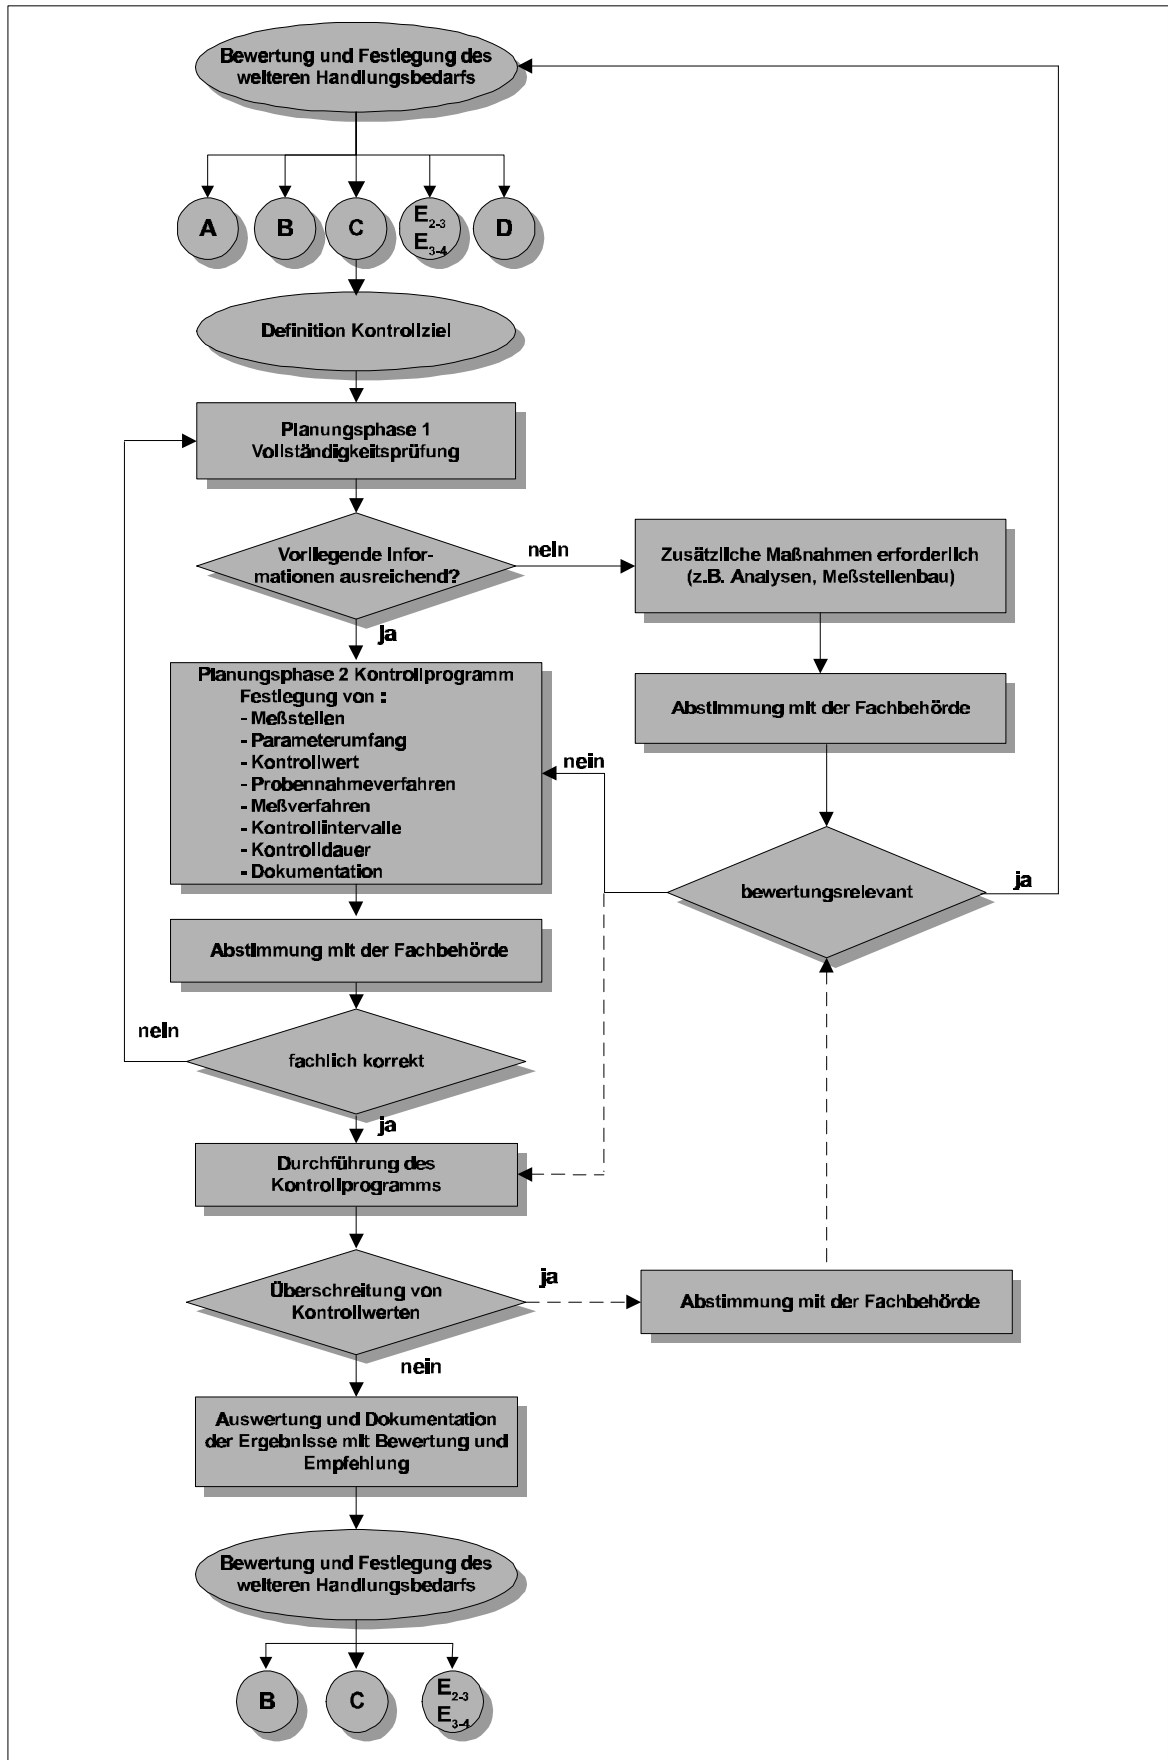 Bewertung und Festlegung des
weiteren Handlungsbedarfs
A
B
C
E2-3
E3-4
D
Definition Kontrollziel
Planungsphase 1
Vollständigkeitsprüfung
Vorliegende Infor-
mationen ausreichend?
nein
Zusätzliche Maßnahmen erforderlich
(z.B. Analysen, Meßstellenbau)
ja
Abstimmung mit der Fachbehörde
Planungsphase 2 Kontrollprogramm
Festlegung von :
- Meßstellen
- Parameterumfang
- Kontrollwert
- Probennahmeverfahren
- Meßverfahren
- Kontrollintervalle
- Kontrolldauer
- Dokumentation
nein
bewertungsrelevant
ja
Abstimmung mit der Fachbehörde
nein
fachlich korrekt
ja
Durchführung des
Kontrollprogramms
Überschreitung von
Kontrollwerten
ja
Abstimmung mit der Fachbehörde
nein
Auswertung und Dokumentation
der Ergebnisse mit Bewertung und
Empfehlung
Bewertung und Festlegung des
weiteren Handlungsbedarfs
B
C
E2-3
E3-4